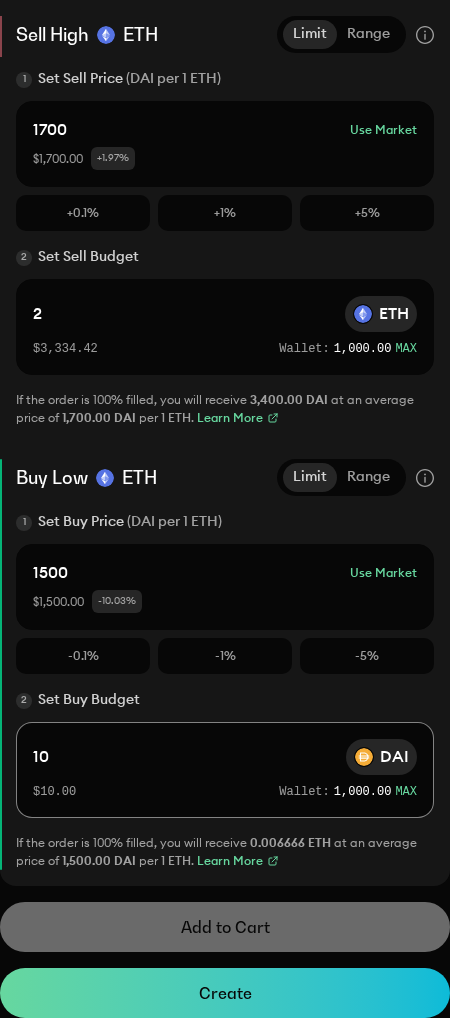 Sell High ETH Limit Range
1 Set Sell Price (DAI per 1 ETH)
1700 Use Market
$1,700.00 +1.97%
+0.1% +1% +5%
2 Set Sell Budget
2 ETH
$3,334.42 Wallet: 1,000.00 MAX
If the order is 100% filled, you will receive 3,400.00 DAI at an average
price of 1,700.00 DAI per 1 ETH. Learn More
Buy Low ETH Limit Range
1 Set Buy Price (DAI per 1 ETH)
1500 Use Market
$1,500.00 -10.03%
-0.1% -1% -5%
2 Set Buy Budget
10 DAI
$10.00 Wallet: 1,000.00 MAX
If the order is 100% filled, you will receive 0.006666 ETH at an average
price of 1,500.00 DAI per 1 ETH. Learn More
Add to Cart
Create